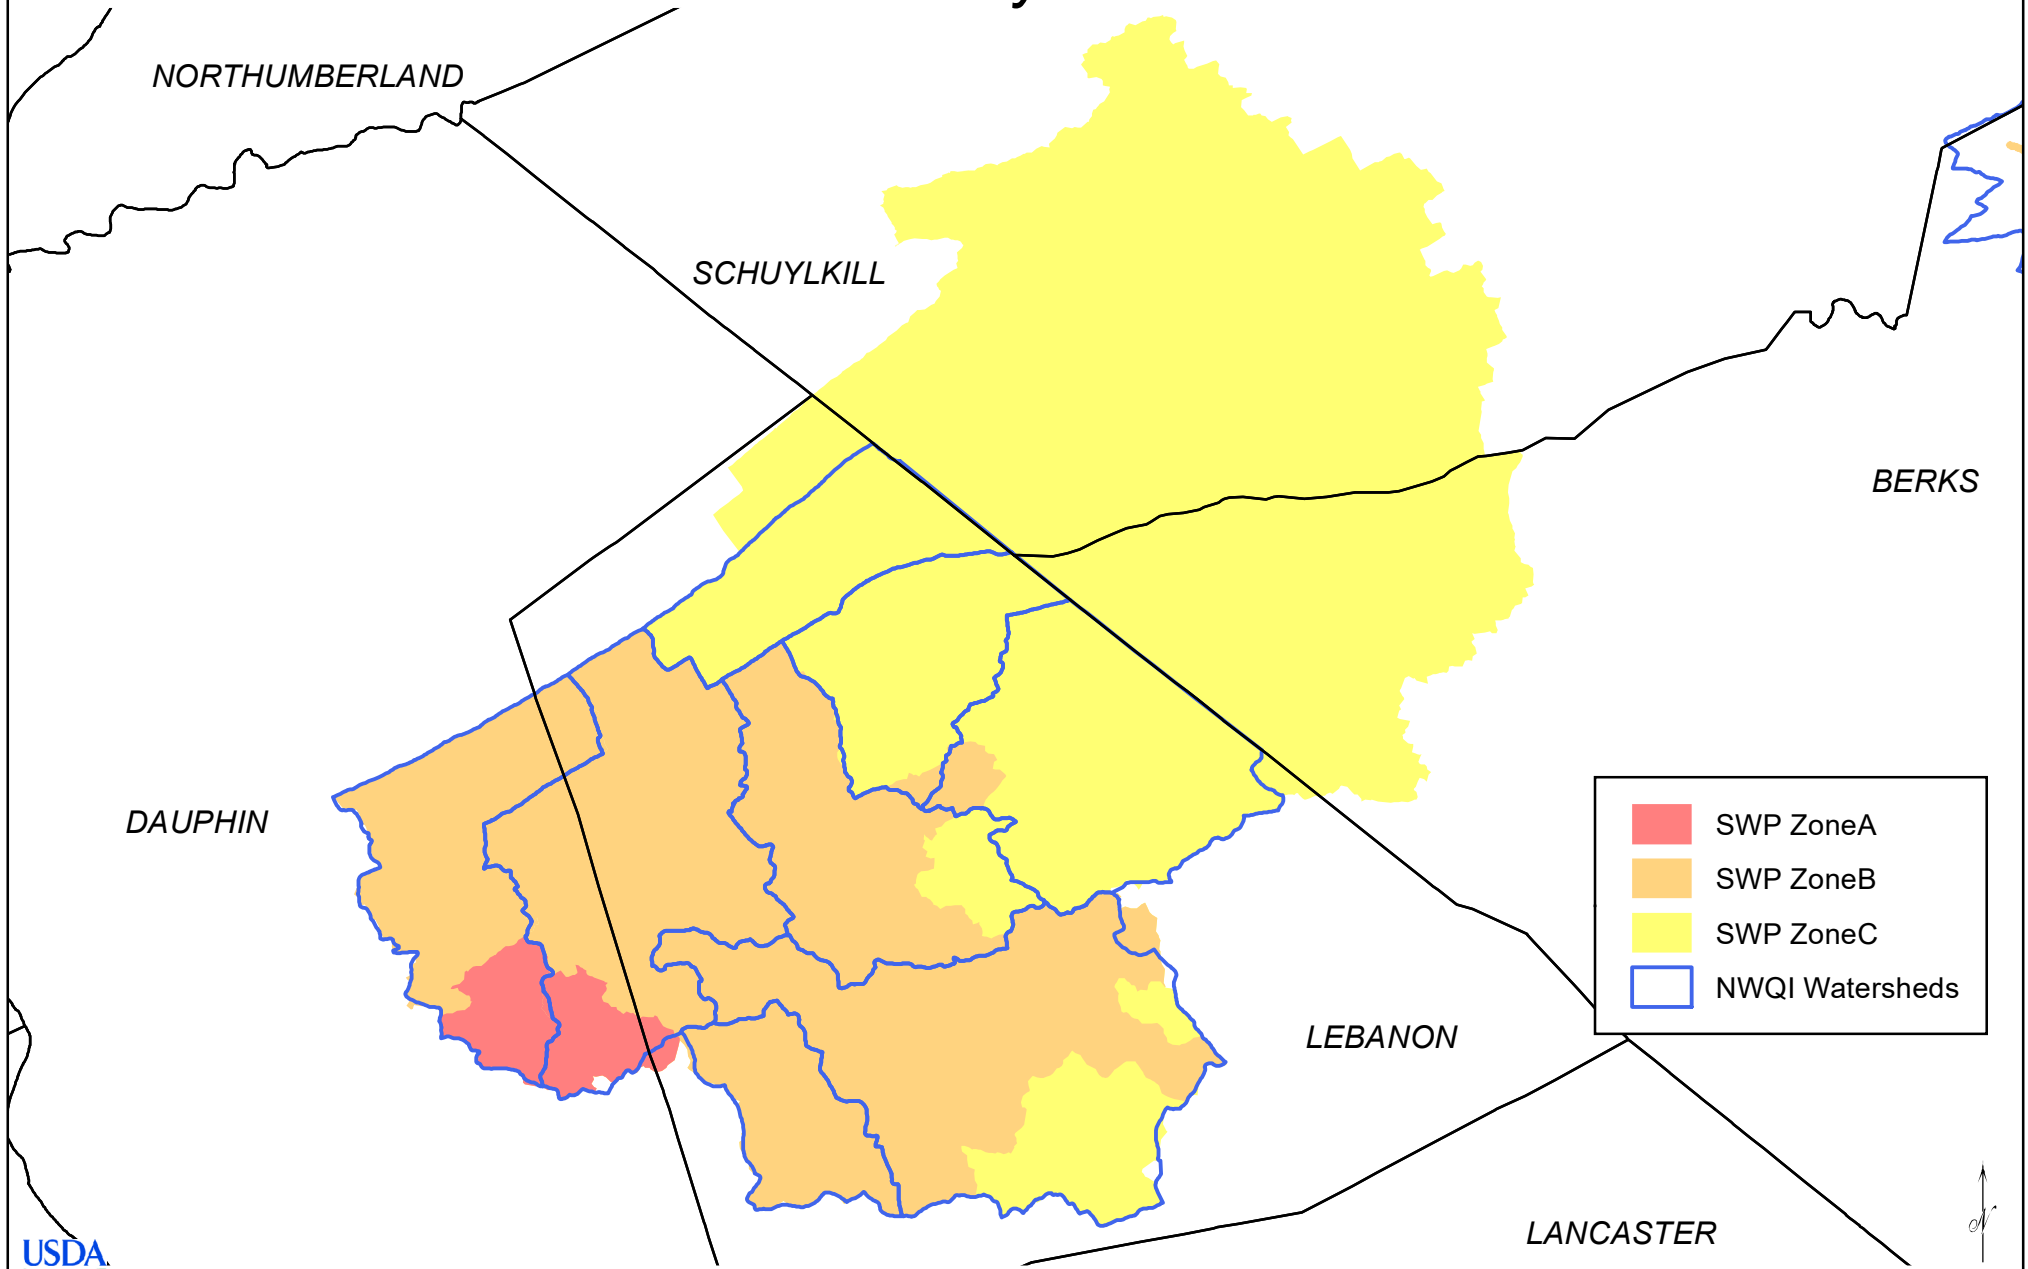 NORTHUMBERLAND
SCHUYLKILL
BERKS
DAUPHIN
SWP ZoneA
SWP ZoneB
SWP ZoneC
NWQI Watersheds
LEBANON
LANCASTER
N
USDA